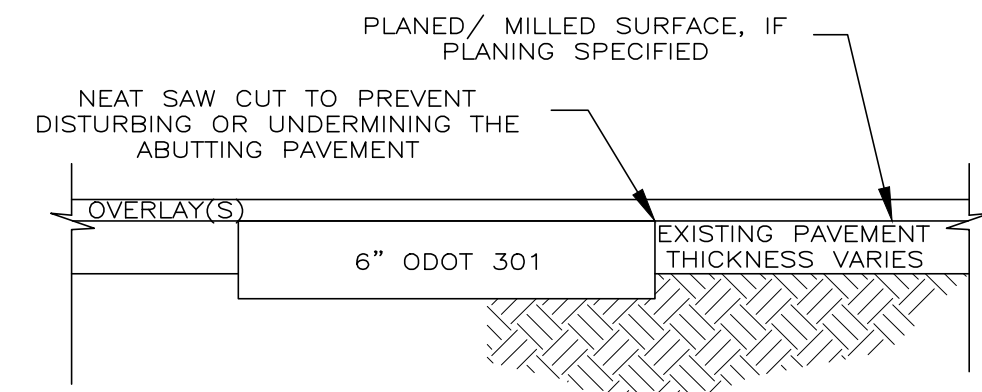 PLANED/ MILLED SURFACE, IF
PLANING SPECIFIED
NEAT SAW CUT TO PREVENT
DISTURBING OR UNDERMINING THE
ABUTTING PAVEMENT
OVERLAY(S)
6” ODOT 301
EXISTING PAVEMENT
THICKNESS VARIES